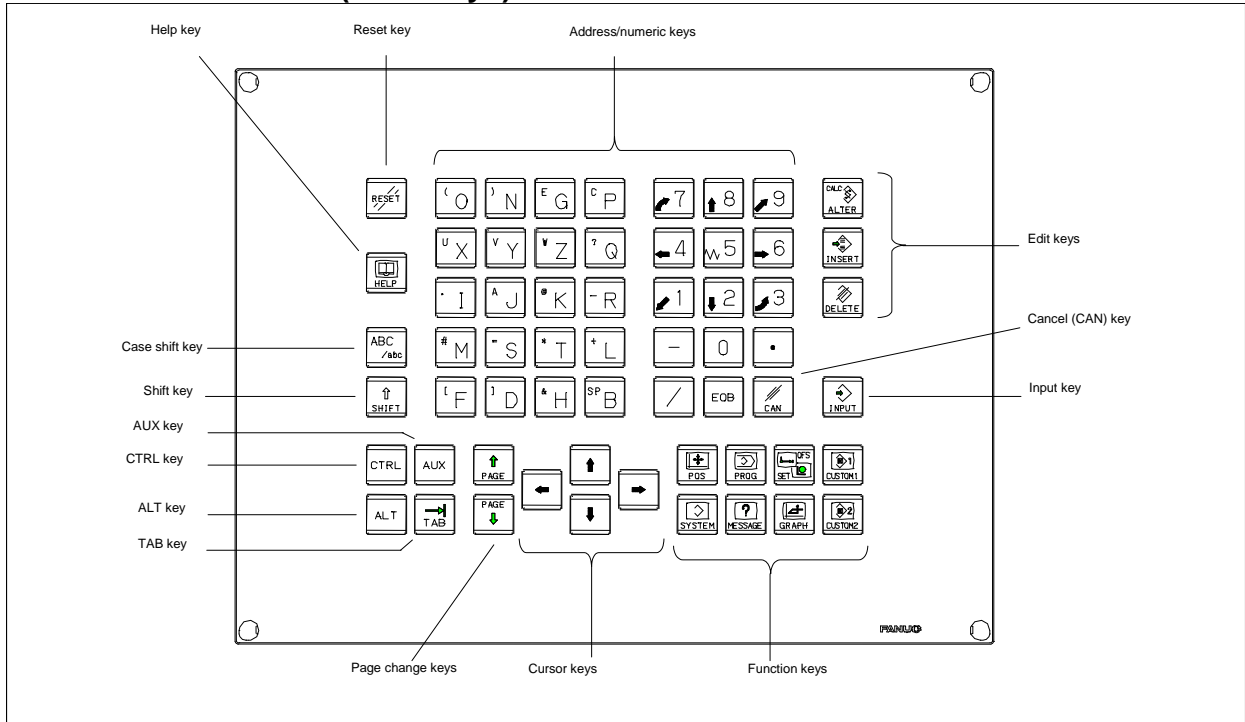 Help key
Reset key
Address/numeric keys
RESET
( O
) N
E G
C P
7
8
9
CALC
ALTER
U X
V Y
¥ Z
? Q
4
5
6
INSERT
Edit keys
HELP
, I
A J
@ K
- R
1
2
3
DELETE
Cancel (CAN) key
Case shift key
ABC
/abc
# M
= S
* T
+ L
-
0
.
Shift key
SHIFT
[ F
] D
& H
SP B
/
EOB
CAN
INPUT
Input key
AUX key
CTRL key
CTRL
AUX
PAGE
POS
PROG
OFS
SET
1
CUSTOM1
ALT key
ALT
TAB
PAGE
SYSTEM
?
MESSAGE
GRAPH
2
CUSTOM2
TAB key
FANUC
Page change keys
Cursor keys
Function keys